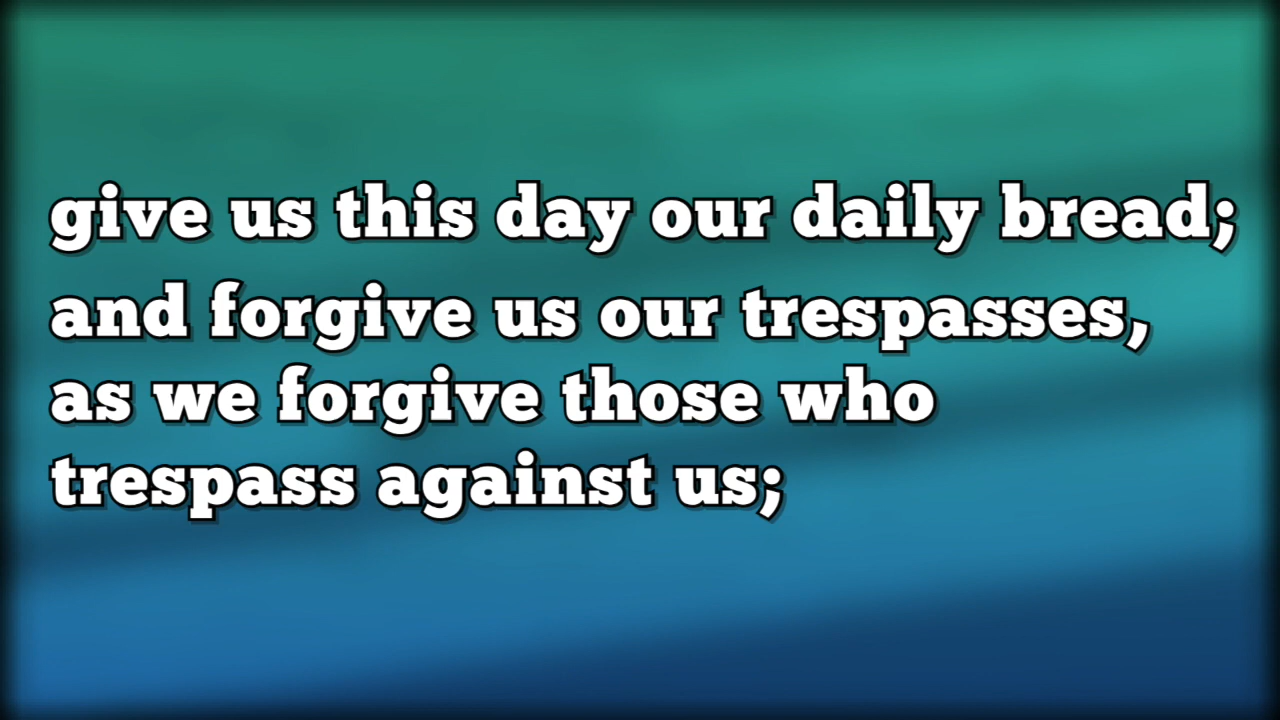 give us this day our daily bread;
and forgive us our trespasses,
as we forgive those who
trespass against us;